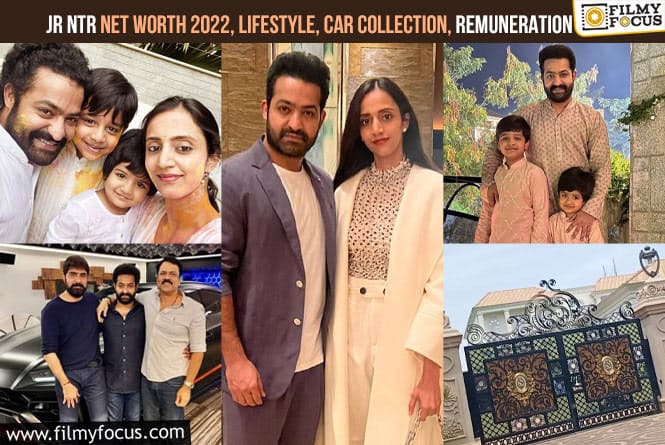 JR NTR NET WORTH 2022, LIFESTYLE, CAR COLLECTION, REMUNERATION
FILMY
FOCUS
www.filmyfocus.com